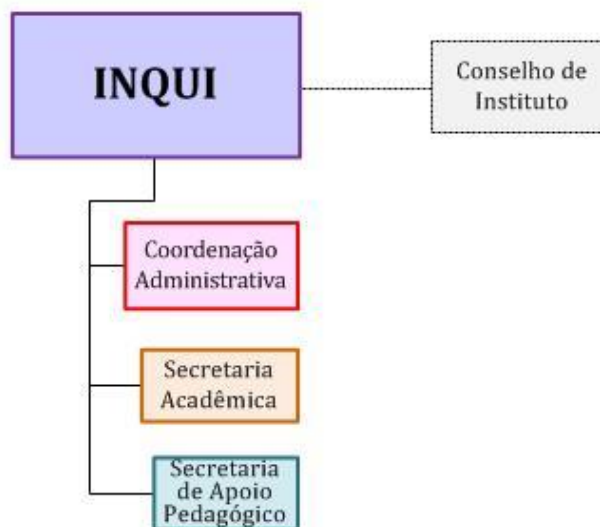 INQUI
Conselho de
Instituto
Coordenação
Administrativa
Secretaria
Acadêmica
Secretaria
de Apoio
Pedagógico